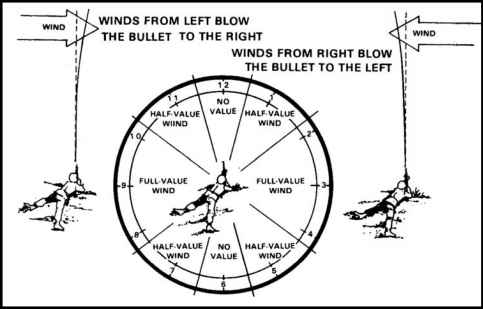 WIND
WINDS FROM LEFT BLOW
THE BULLET TO THE RIGHT
WINDS FROM RIGHT BLOW
THE BULLET TO THE LEFT
WIND
12
11
1
NO
VALUE
HALF-VALUE
WIIND
HALF-VALUE
WIND
10
2
9
FULL-VALUE
WIND
FULL-VALUE
WIND
3
8
4
HALF-VALUE
WIND
NO
VALUE
HALF-VALUE
WIND
7
6
5